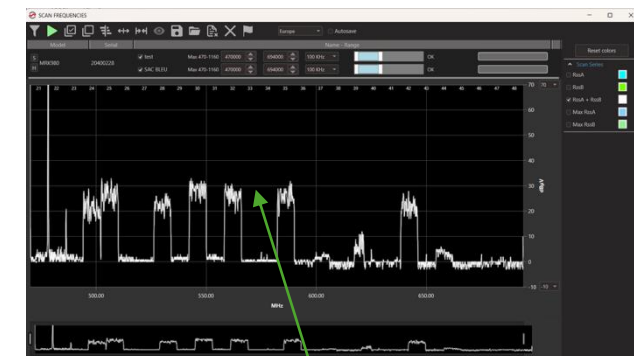 SCAN FREQUENCIES
Europe Autosave
Model Serial Name - Range
S MRK980 20400228 test Max 470-1160 470000 694000 100 KHz OK
M SAC BLEU Max 470-1160 470000 694000 100 KHz OK
Reset colors
Scan Series
RssA
RssB
RssA + RssB
Max RssA
Max RssB
21 22 23 24 25 26 27 28 29 30 31 32 33 34 35 36 37 38 39 40 41 42 43 44 45 46 47 48
70
60
50
40
30
20
10
0
-10 -10
dBµV
500.00 550.00 600.00 650.00
MHz